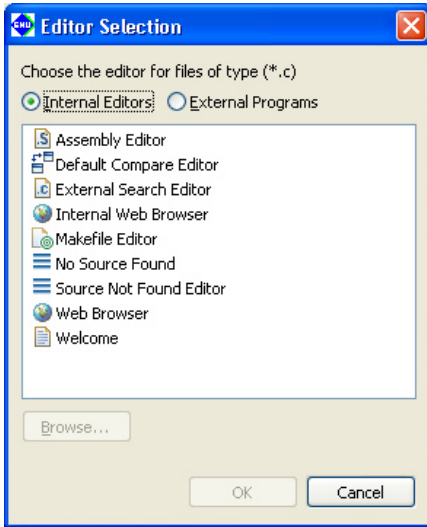 GNU Editor Selection
Choose the editor for files of type (*.c)
Internal Editors External Programs
.S Assembly Editor
Default Compare Editor
.c External Search Editor
Internal Web Browser
Makefile Editor
No Source Found
Source Not Found Editor
Web Browser
Welcome
Browse...
OK Cancel